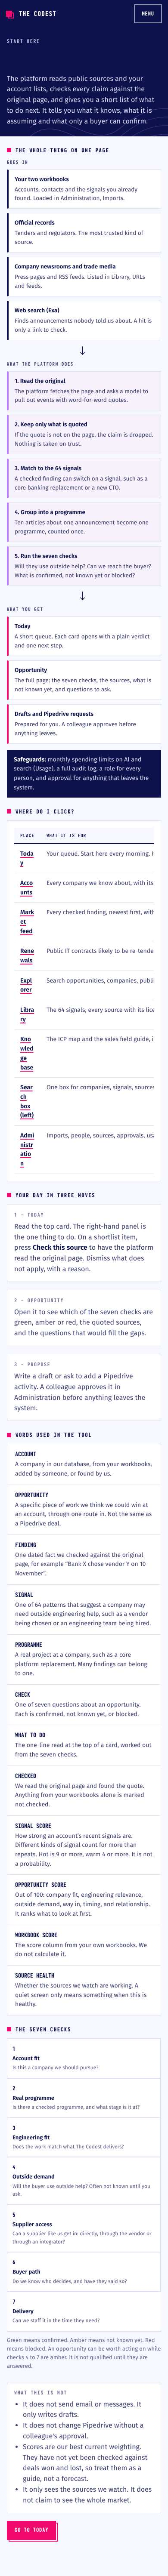 THE CODEST
MENU
START HERE
The platform reads public sources and your
account lists, checks every claim against the
original page, and gives you a short list of what
to do next. It tells you what it knows, what it is
assuming and what only a buyer can confirm.
THE WHOLE THING ON ONE PAGE
GOES IN
Your two workbooks
Accounts, contacts and the signals you already
found. Loaded in Administration, Imports.
Official records
Tenders and regulators. The most trusted kind of
source.
Company newsrooms and trade media
Press pages and RSS feeds. Listed in Library, URLs
and feeds.
Web search (Exa)
Finds announcements nobody told us about. A hit is
only a link to check.
↓
WHAT THE PLATFORM DOES
1. Read the original
The platform fetches the page and asks a model to
pull out events with word-for-word quotes.
2. Keep only what is quoted
If the quote is not on the page, the claim is dropped.
Nothing is taken on trust.
3. Match to the 64 signals
A checked finding can switch on a signal, such as a
core banking replacement or a new CTO.
4. Group into a programme
Ten articles about one announcement become one
programme, counted once.
5. Run the seven checks
Will they use outside help? Can we reach the buyer?
What is confirmed, not known yet or blocked?
↓
WHAT YOU GET
Today
A short queue. Each card opens with a plain verdict
and one next step.
Opportunity
The full page: the seven checks, the sources, what is
not known yet, and questions to ask.
Drafts and Pipedrive requests
Prepared for you. A colleague approves before
anything leaves.
Safeguards: monthly spending limits on AI and
search (Usage), a full audit log, a named role for every
person, and approval for anything that leaves the
system.
WHERE DO I CLICK?
PLACE WHAT IT IS FOR
Toda Your queue. Start here every morning,
y
Acco Every company we know about, with its
unts
Mark Every checked finding, newest first, with
et
feed
Rene Public IT contracts likely to be re-tende
wals
Expl Search opportunities, companies, publi
orer
Libra The 64 signals, every source with its lice
ry
Kno The ICP map and the sales field guide, i
wled
ge
base
Sear One box for companies, signals, source
ch
box
(left)
Admi Imports, people, sources, approvals, us
nistr
atio
n
YOUR DAY IN THREE MOVES
1 · TODAY
Read the top card. The right-hand panel is
the one thing to do. On a shortlist item,
press Check this source to have the platform
read the original page. Dismiss what does
not apply, with a reason.
2 · OPPORTUNITY
Open it to see which of the seven checks are
green, amber or red, the quoted sources,
and the questions that would fill the gaps.
3 · PROPOSE
Write a draft or ask to add a Pipedrive
activity. A colleague approves it in
Administration before anything leaves the
system.
WORDS USED IN THE TOOL
ACCOUNT
A company in our database, from your workbooks,
added by someone, or found by us.
OPPORTUNITY
A specific piece of work we think we could win at
an account, through one route in. Not the same as
a Pipedrive deal.
FINDING
One dated fact we checked against the original
page, for example "Bank X chose vendor Y on 10
November".
SIGNAL
One of 64 patterns that suggest a company may
need outside engineering help, such as a vendor
being chosen or an engineering team being hired.
PROGRAMME
A real project at a company, such as a core
platform replacement. Many findings can belong
to one.
CHECK
One of seven questions about an opportunity.
Each is confirmed, not known yet, or blocked.
WHAT TO DO
The one-line read at the top of a card, worked out
from the seven checks.
CHECKED
We read the original page and found the quote.
Anything from your workbooks alone is marked
not checked.
SIGNAL SCORE
How strong an account's recent signals are.
Different kinds of signal count for more than
repeats. Hot is 9 or more, warm 4 or more. It is not
a probability.
OPPORTUNITY SCORE
Out of 100: company fit, engineering relevance,
outside demand, way in, timing, and relationship.
It ranks what to look at first.
WORKBOOK SCORE
The score column from your own workbooks. We
do not calculate it.
SOURCE HEALTH
Whether the sources we watch are working. A
quiet screen only means something when this is
healthy.
THE SEVEN CHECKS
1
Account fit
Is this a company we should pursue?
2
Real programme
Is there a checked programme, and what stage is it at?
3
Engineering fit
Does the work match what The Codest delivers?
4
Outside demand
Will the buyer use outside help? Often not known until you
ask.
5
Supplier access
Can a supplier like us get in: directly, through the vendor or
through an integrator?
6
Buyer path
Do we know who decides, and have they said so?
7
Delivery
Can we staff it in the time they need?
Green means confirmed. Amber means not known yet. Red
means blocked. An opportunity can be worth acting on while
checks 4 to 7 are amber. It is not qualified until they are
answered.
WHAT THIS IS NOT
• It does not send email or messages. It
only writes drafts.
• It does not change Pipedrive without a
colleague's approval.
• Scores are our best current weighting.
They have not yet been checked against
deals won and lost, so treat them as a
guide, not a forecast.
• It only sees the sources we watch. It does
not claim to see the whole market.
GO TO TODAY